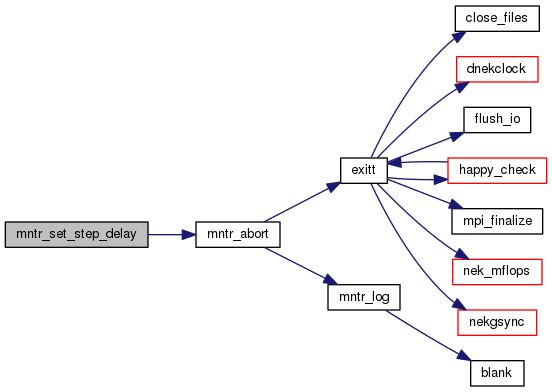 close_files
dnekclock
flush_io
exitt
happy_check
mpi_finalize
mntr_set_step_delay
mntr_abort
nek_mflops
mntr_log
nekgsync
blank